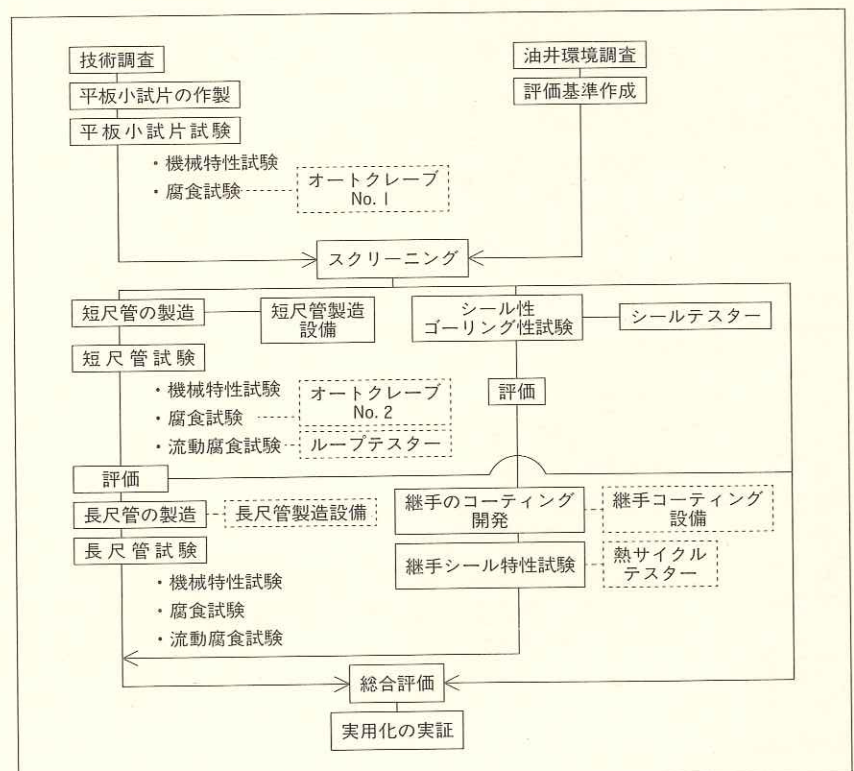 技術調査
平板小試片の作製
平板小試片試験
・機械特性試験
・腐食試験
オートクレーブ
No. 1
油井環境調査
評価基準作成
スクリーニング
短尺管の製造
短尺管製造
設備
短尺管試験
・機械特性試験
・腐食試験
・流動腐食試験
オートクレーブ
No. 2
ループテスター
シール性
ゴーリング性試験
シールテスター
評価
評価
長尺管の製造
長尺管製造設備
長尺管試験
・機械特性試験
・腐食試験
・流動腐食試験
継手のコーティング
開発
継手コーティング
設備
継手シール特性試験
熱サイクル
テスター
総合評価
実用化の実証